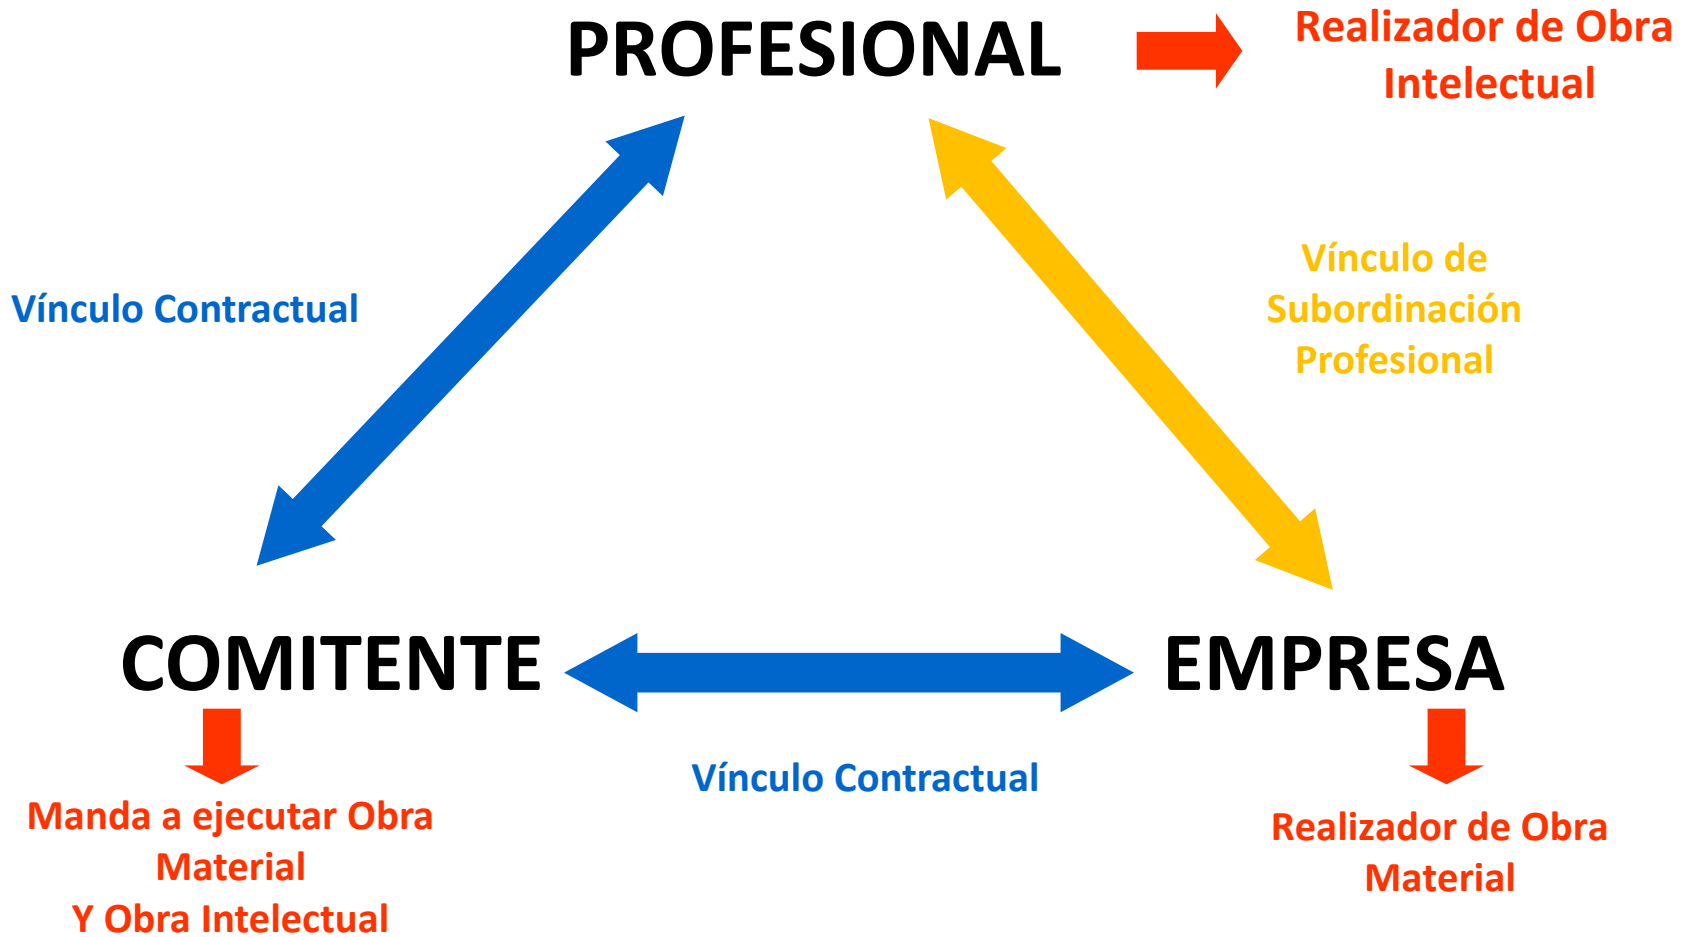 PROFESIONAL
Realizador de Obra
Intelectual
Vínculo Contractual
Vínculo de
Subordinación
Profesional
COMITENTE
EMPRESA
Vínculo Contractual
Manda a ejecutar Obra
Material
Y Obra Intelectual
Realizador de Obra
Material